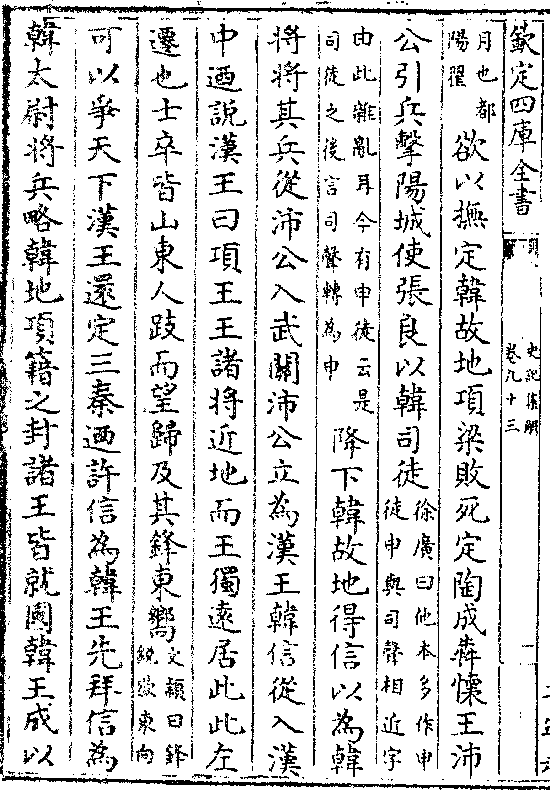 欽定四庫全書
卷九十三
月也都陽翟欲以撫定韓故地項梁敗死定陶成犇懷王沛
公引兵擊陽城使張良以韓司徒徐廣曰他本多作申徒申與司聲相近字
由此雜亂耳今有申徒云是司徒之後言司聲轉為申降下韓故地得信以為韓
將將其兵從沛公入武關沛公立為漢王韓信從入漢
中迺說漢王曰項王王諸將近地而王獨遠居此此左
遷也士卒皆山東人跂而望歸及其鋒東嚮文穎曰鋒銳欲東向
可以爭天下漢王還定三秦迺許信為韓王先拜信為
韓太尉將兵略韓地項籍之封諸王皆就國韓王成以